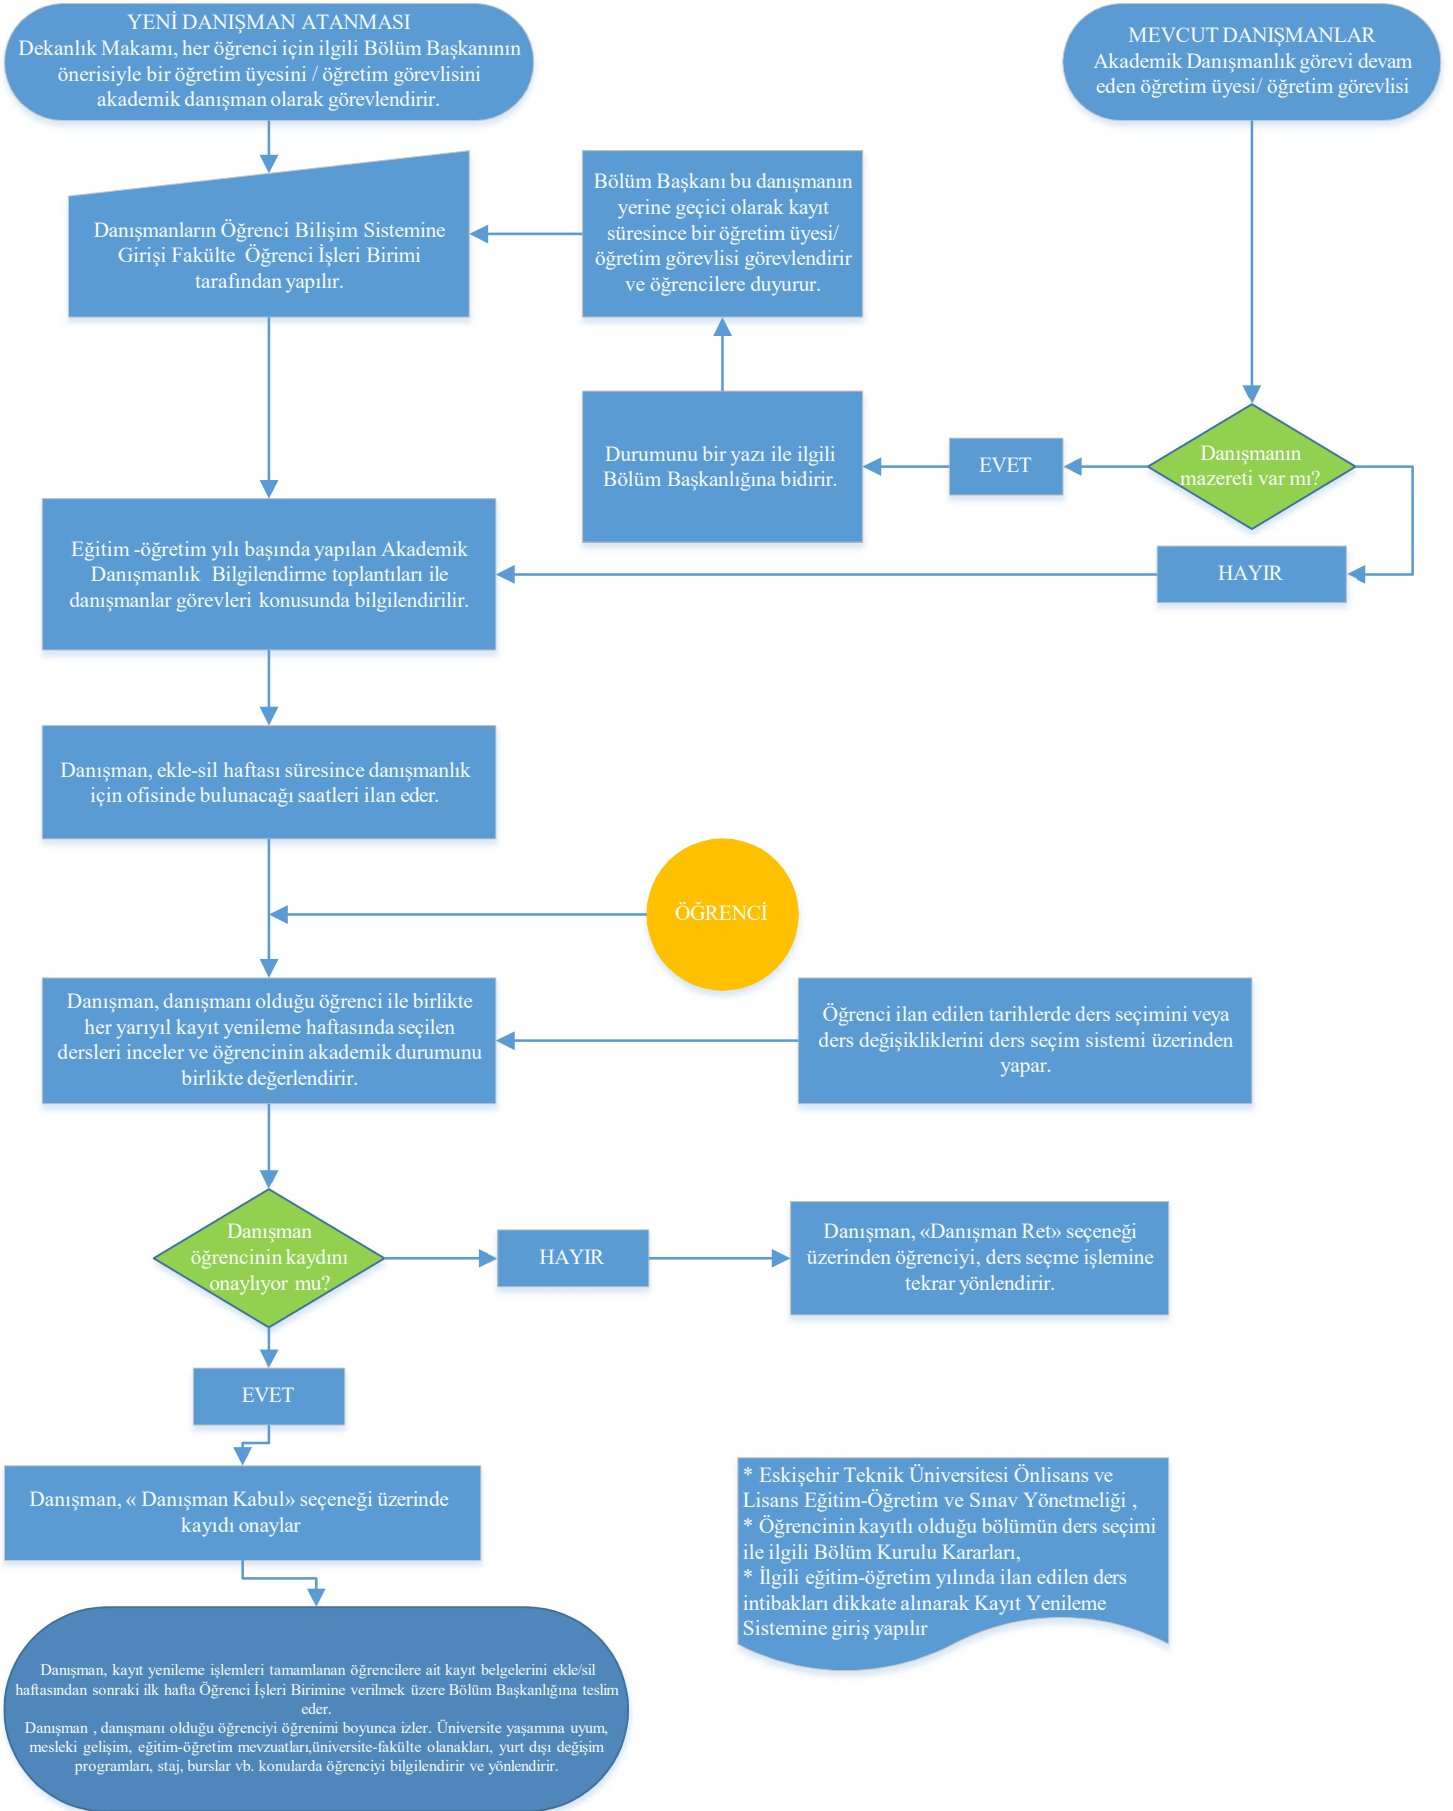 YENİ DANIŞMAN ATANMASI
Dekanlık Makamı, her öğrenci için ilgili Bölüm Başkanının
önerisiyle bir öğretim üyesini / öğretim görevlisini
akademik danışman olarak görevlendirir.
MEVCUT DANIŞMANLAR
Akademik Danışmanlık görevi devam
eden öğretim üyesi/ öğretim görevlisi
Danışmanların Öğrenci Bilişim Sistemine
Girişi Fakülte Öğrenci İşleri Birimi
tarafından yapılır.
Bölüm Başkanı bu danışmanın
yerine geçici olarak kayıt
süresince bir öğretim üyesi/
öğretim görevlisi görevlendirir
ve öğrencilere duyurur.
Durumunu bir yazı ile ilgili
Bölüm Başkanlığına bidirir.
EVET
Danışmanın
mazereti var mı?
HAYIR
Eğitim -öğretim yılı başında yapılan Akademik
Danışmanlık Bilgilendirme toplantıları ile
danışmanlar görevleri konusunda bilgilendirilir.
Danışman, ekle-sil haftası süresince danışmanlık
için ofisinde bulunacağı saatleri ilan eder.
ÖĞRENCİ
Danışman, danışmanı olduğu öğrenci ile birlikte
her yarıyıl kayıt yenileme haftasında seçilen
dersleri inceler ve öğrencinin akademik durumunu
birlikte değerlendirir.
Öğrenci ilan edilen tarihlerde ders seçimini veya
ders değişikliklerini ders seçim sistemi üzerinden
yapar.
Danışman
öğrencinin kaydını
onaylıyor mu?
HAYIR
Danışman, «Danışman Ret» seçeneği
üzerinden öğrenciyi, ders seçme işlemine
tekrar yönlendirir.
EVET
Danışman, « Danışman Kabul» seçeneği üzerinde
kayıdı onaylar
* Eskişehir Teknik Üniversitesi Önlisans ve
Lisans Eğitim-Öğretim ve Sınav Yönetmeliği ,
* Öğrencinin kayıtlı olduğu bölümün ders seçimi
ile ilgili Bölüm Kurulu Kararları,
* İlgili eğitim-öğretim yılında ilan edilen ders
intibakları dikkate alınarak Kayıt Yenileme
Sistemine giriş yapılır
Danışman, kayıt yenileme işlemleri tamamlanan öğrencilere ait kayıt belgelerini ekle/sil
haftasından sonraki ilk hafta Öğrenci İşleri Birimine verilmek üzere Bölüm Başkanlığına teslim
eder.
Danışman , danışmanı olduğu öğrenciyi öğrenimi boyunca izler. Üniversite yaşamına uyum,
mesleki gelişim, eğitim-öğretim mevzuatları,üniversite-fakülte olanakları, yurt dışı değişim
programları, staj, burslar vb. konularda öğrenciyi bilgilendirir ve yönlendirir.